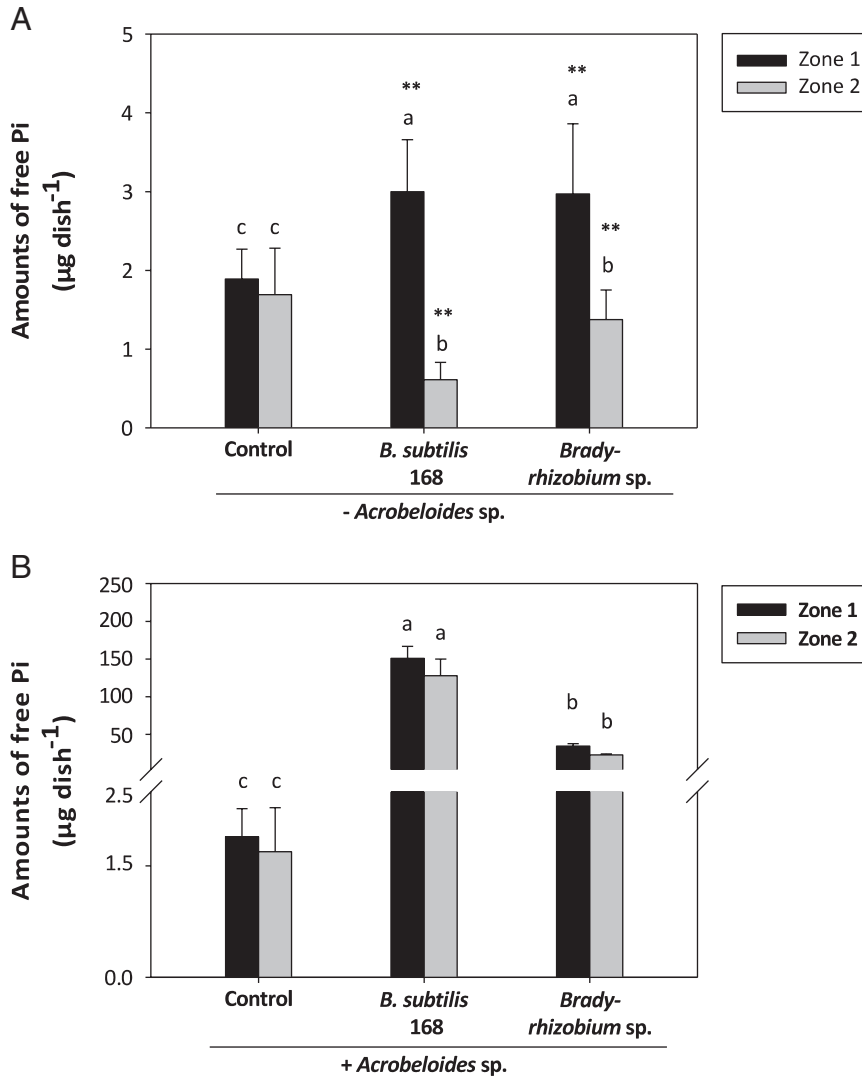 A
Amounts of free Pi
(µg dish⁻¹)
5
4
3
2
1
0
c c
**
a
**
b
**
a
**
b
Zone 1
Zone 2
Control
B. subtilis
168
Brady-
rhizobium sp.
- Acrobeloides sp.
B
Amounts of free Pi
(µg dish⁻¹)
250
200
150
100
50
2.5
1.5
0.0
c c
a a
b b
Zone 1
Zone 2
Control
B. subtilis
168
Brady-
rhizobium sp.
+ Acrobeloides sp.